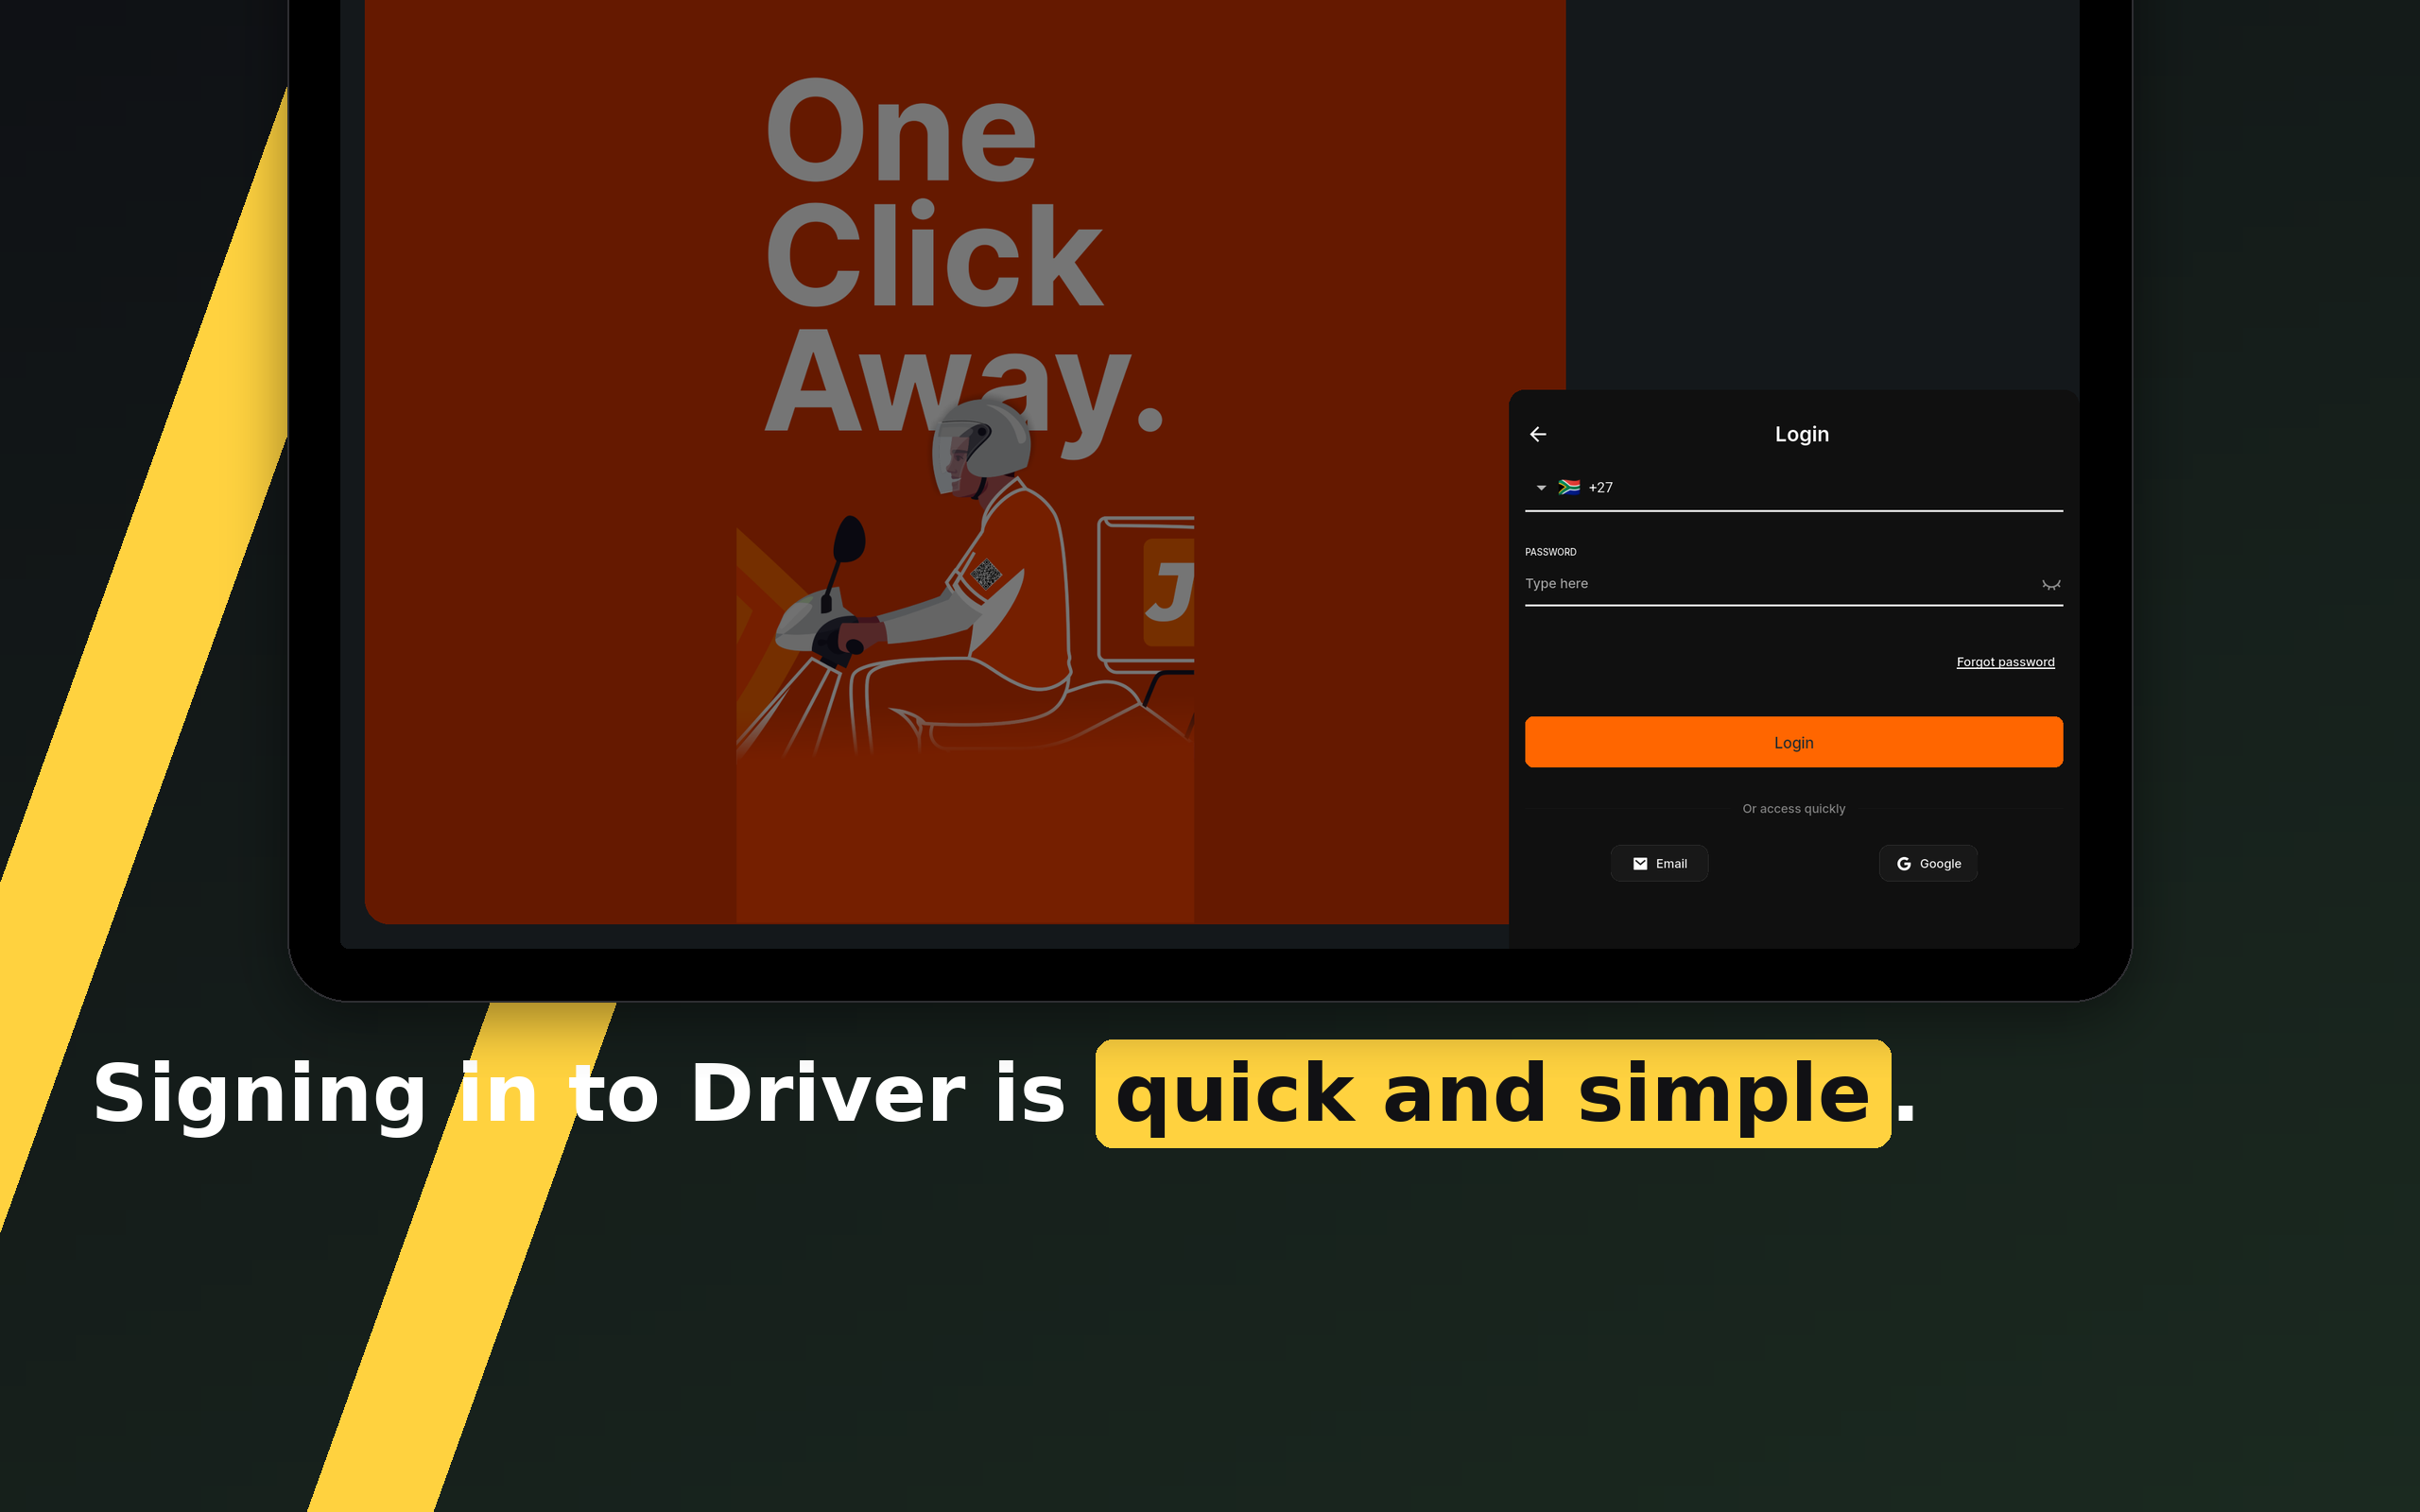 One
Click
Away.
J
Login
+27
PASSWORD
Type here
Forgot password
Login
Or access quickly
Email
Google
Signing in to Driver is quick and simple.